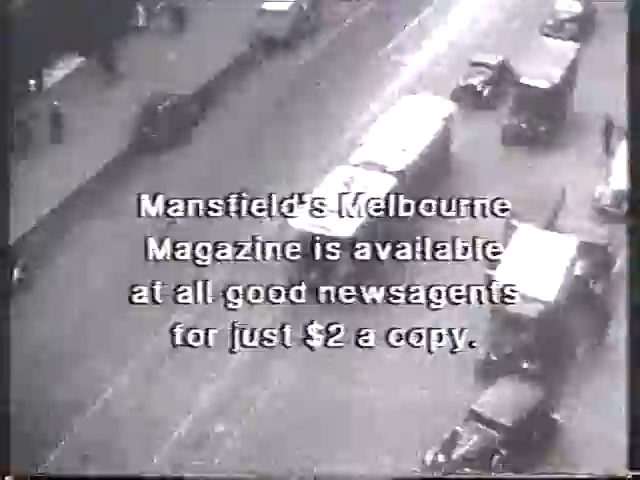 Mansfield's Melbourne
Magazine is available
at all good newsagents
for just $2 a copy.